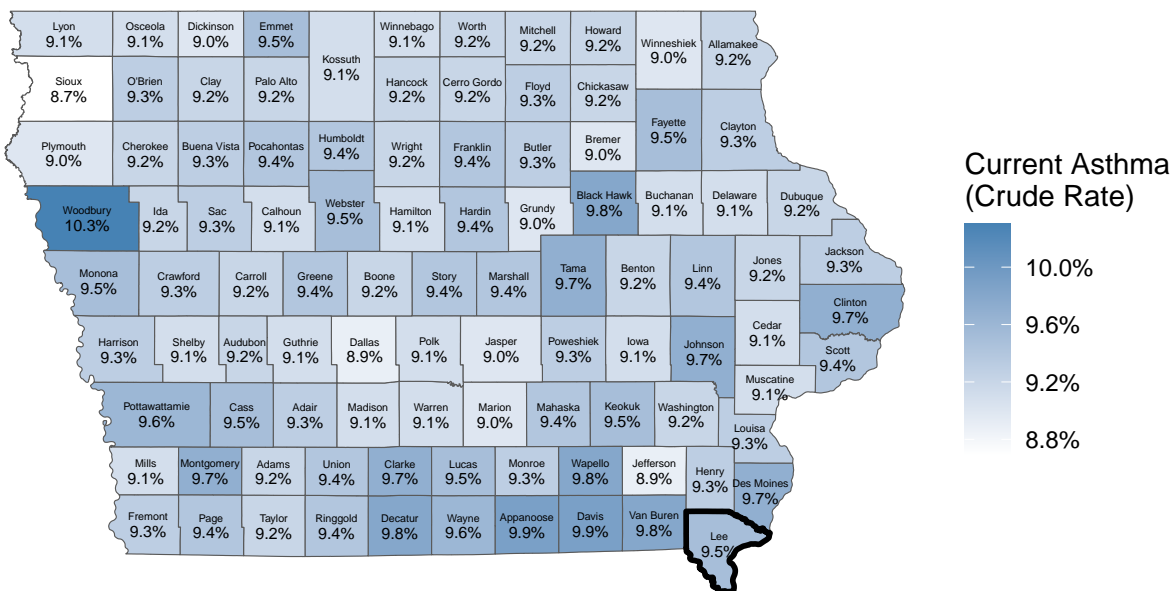 Lyon
9.1%
Osceola
9.1%
Dickinson
9.0%
Emmet
9.5%
Kossuth
9.1%
Winnebago
9.1%
Worth
9.2%
Mitchell
9.2%
Howard
9.2%
Winneshiek
9.0%
Allamakee
9.2%
Sioux
8.7%
O'Brien
9.3%
Clay
9.2%
Palo Alto
9.2%
Hancock
9.2%
Cerro Gordo
9.2%
Floyd
9.3%
Chickasaw
9.2%
Fayette
9.5%
Clayton
9.3%
Plymouth
9.0%
Cherokee
9.2%
Buena Vista
9.3%
Pocahontas
9.4%
Humboldt
9.4%
Wright
9.2%
Franklin
9.4%
Butler
9.3%
Bremer
9.0%
Woodbury
10.3%
Ida
9.2%
Sac
9.3%
Calhoun
9.1%
Webster
9.5%
Hamilton
9.1%
Hardin
9.4%
Grundy
9.0%
Black Hawk
9.8%
Buchanan
9.1%
Delaware
9.1%
Dubuque
9.2%
Monona
9.5%
Crawford
9.3%
Carroll
9.2%
Greene
9.4%
Boone
9.2%
Story
9.4%
Marshall
9.4%
Tama
9.7%
Benton
9.2%
Linn
9.4%
Jones
9.2%
Jackson
9.3%
Clinton
9.7%
Harrison
9.3%
Shelby
9.1%
Audubon
9.2%
Guthrie
9.1%
Dallas
8.9%
Polk
9.1%
Jasper
9.0%
Poweshiek
9.3%
Iowa
9.1%
Johnson
9.7%
Cedar
9.1%
Scott
9.4%
Muscatine
9.1%
Pottawattamie
9.6%
Cass
9.5%
Adair
9.3%
Madison
9.1%
Warren
9.1%
Marion
9.0%
Mahaska
9.4%
Keokuk
9.5%
Washington
9.2%
Louisa
9.3%
Mills
9.1%
Montgomery
9.7%
Adams
9.2%
Union
9.4%
Clarke
9.7%
Lucas
9.5%
Monroe
9.3%
Wapello
9.8%
Jefferson
8.9%
Henry
9.3%
Des Moines
9.7%
Fremont
9.3%
Page
9.4%
Taylor
9.2%
Ringgold
9.4%
Decatur
9.8%
Wayne
9.6%
Appanoose
9.9%
Davis
9.9%
Van Buren
9.8%
Lee
9.5%
Current Asthma
(Crude Rate)
10.0%
9.6%
9.2%
8.8%